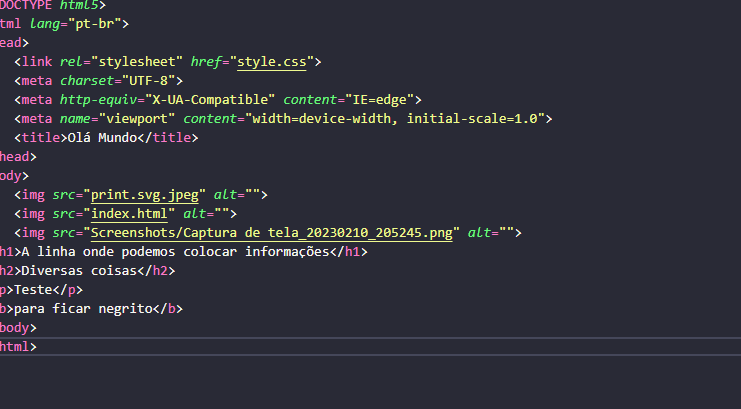 DOCTYPE html5>
tml lang="pt-br">
ead>
<link rel="stylesheet" href="style.css">
<meta charset="UTF-8">
<meta http-equiv="X-UA-Compatible" content="IE=edge">
<meta name="viewport" content="width=device-width, initial-scale=1.0">
<title>Olá Mundo</title>
head>
ody>
<img src="print.svg.jpeg" alt="">
<img src="index.html" alt="">
<img src="Screenshots/Captura de tela_20230210_205245.png" alt="">
h1>A linha onde podemos colocar informações</h1>
h2>Diversas coisas</h2>
p>Teste</p>
b>para ficar negrito</b>
body>
html>